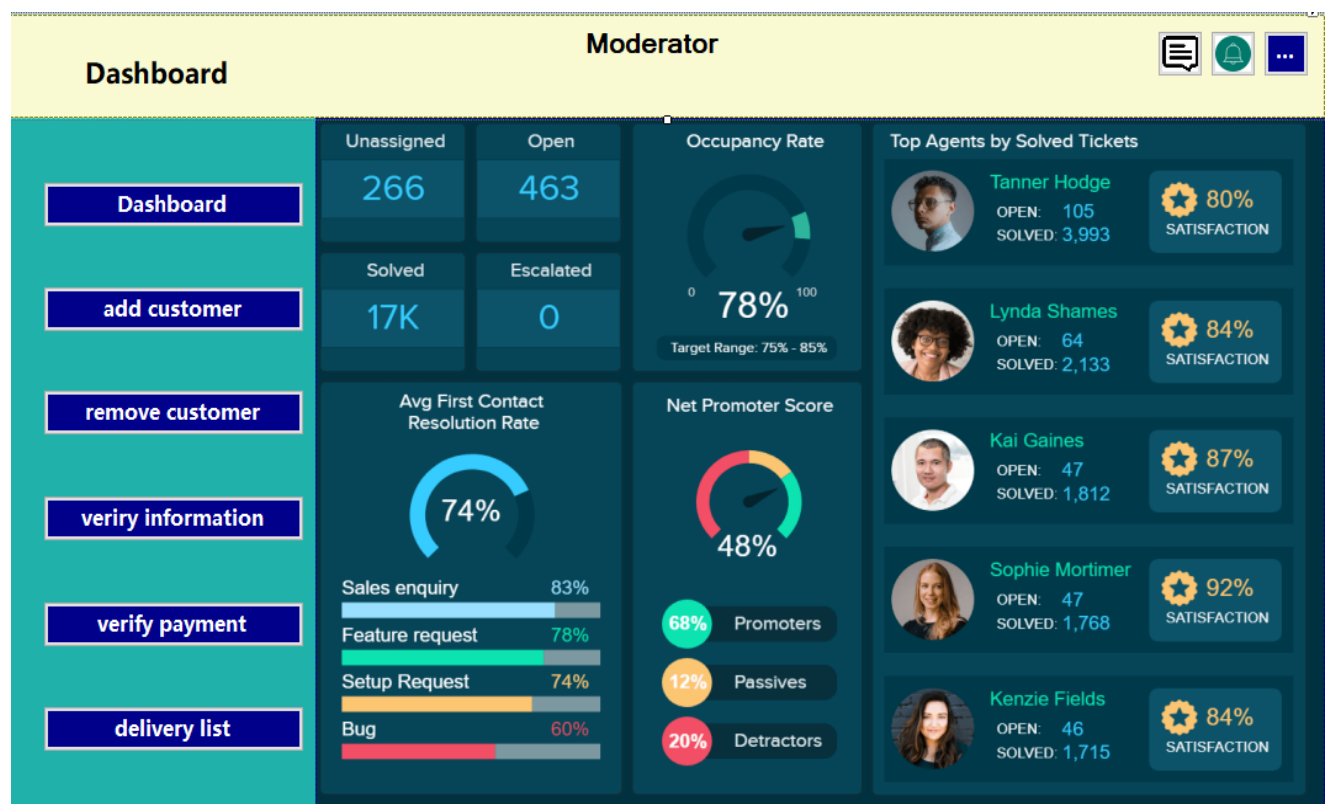 Moderator
Dashboard
...
Dashboard
add customer
remove customer
veriry information
verify payment
delivery list
Unassigned
266
Open
463
Solved
17K
Escalated
0
Occupancy Rate
0
78%
100
Target Range: 75% - 85%
Avg First Contact
Resolution Rate
74%
Sales enquiry 83%
Feature request 78%
Setup Request 74%
Bug 60%
Net Promoter Score
48%
68% Promoters
12% Passives
20% Detractors
Top Agents by Solved Tickets
Tanner Hodge
OPEN: 105
SOLVED: 3,993
80%
SATISFACTION
Lynda Shames
OPEN: 64
SOLVED: 2,133
84%
SATISFACTION
Kai Gaines
OPEN: 47
SOLVED: 1,812
87%
SATISFACTION
Sophie Mortimer
OPEN: 47
SOLVED: 1,768
92%
SATISFACTION
Kenzie Fields
OPEN: 46
SOLVED: 1,715
84%
SATISFACTION